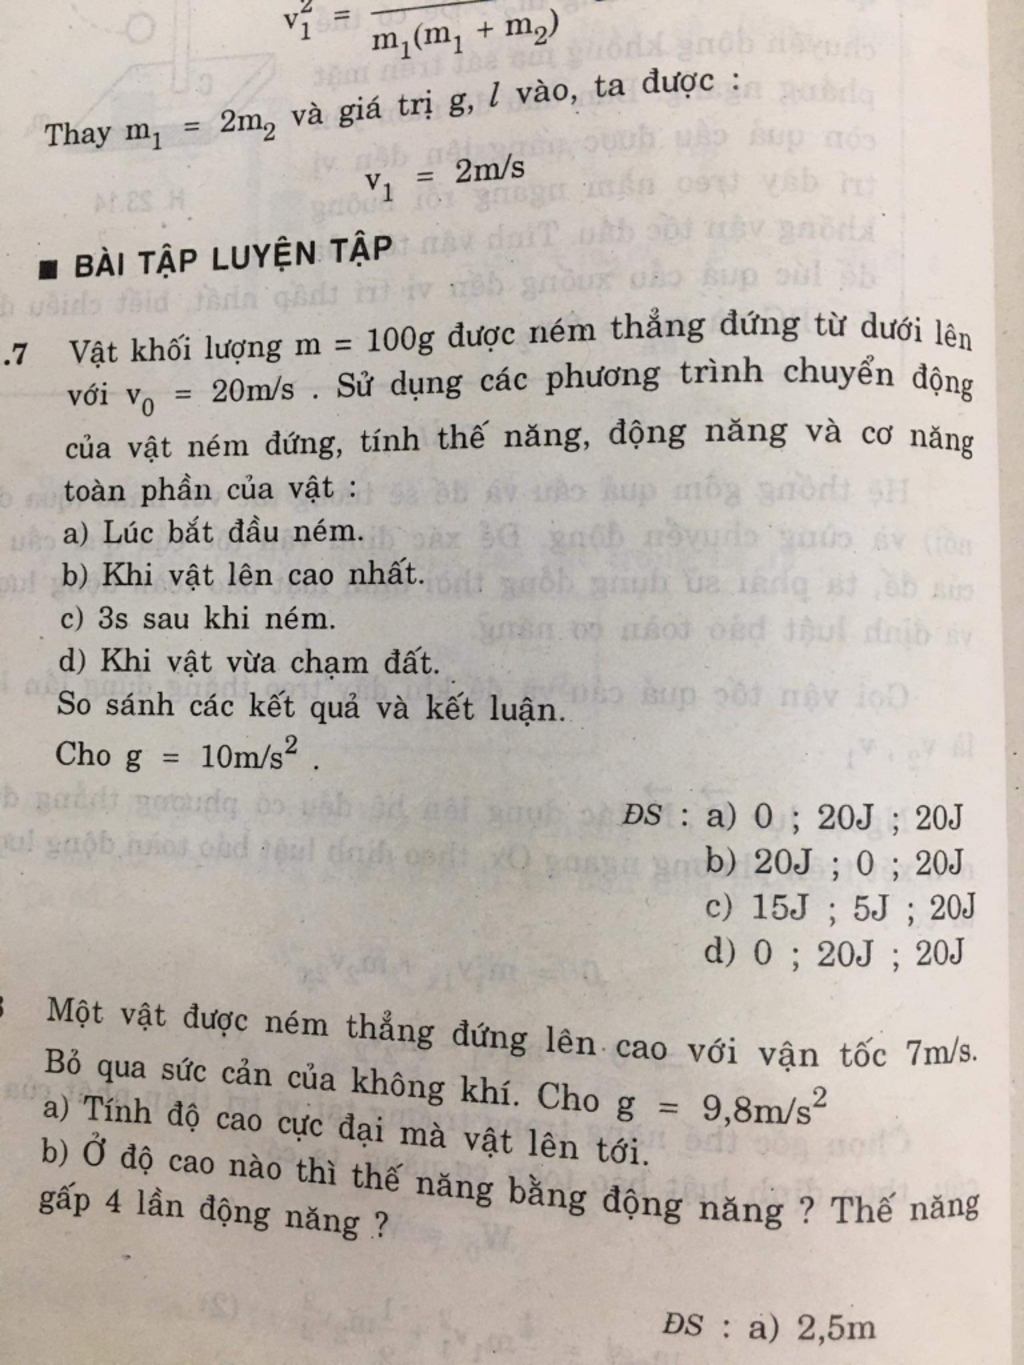 v₁² =
m₁(m₁ + m₂)
Thay m₁ = 2m₂ và giá trị g, l vào, ta được :
v₁ = 2m/s
■ BÀI TẬP LUYỆN TẬP
.7 Vật khối lượng m = 100g được ném thẳng đứng từ dưới lên
với v₀ = 20m/s . Sử dụng các phương trình chuyển động
của vật ném đứng, tính thế năng, động năng và cơ năng
toàn phần của vật :
a) Lúc bắt đầu ném.
b) Khi vật lên cao nhất.
c) 3s sau khi ném.
d) Khi vật vừa chạm đất.
So sánh các kết quả và kết luận.
Cho g = 10m/s² .
ĐS : a) 0 ; 20J ; 20J
b) 20J ; 0 ; 20J
c) 15J ; 5J ; 20J
d) 0 ; 20J ; 20J
Một vật được ném thẳng đứng lên cao với vận tốc 7m/s.
Bỏ qua sức cản của không khí. Cho g = 9,8m/s²
a) Tính độ cao cực đại mà vật lên tới.
b) Ở độ cao nào thì thế năng bằng động năng ? Thế năng
gấp 4 lần động năng ?
ĐS : a) 2,5m